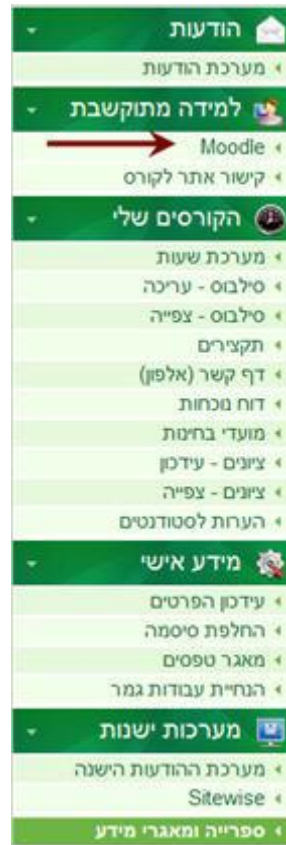 הודעות
מערכת הודעות
למידה מתוקשבת
Moodle
קישור אתר לקורס
הקורסים שלי
מערכת שעות
סילבוס - עריכה
סילבוס - צפייה
תקצירים
דף קשר (אלפון)
דוח נוכחות
מועדי בחינות
ציונים - עידכון
ציונים - צפייה
הערות לסטודנטים
מידע אישי
עידכון הפרטים
החלפת סיסמה
מאגר טפסים
הנחיית עבודות גמר
מערכות ישנות
מערכת ההודעות הישנה
Sitewise
ספרייה ומאגרי מידע